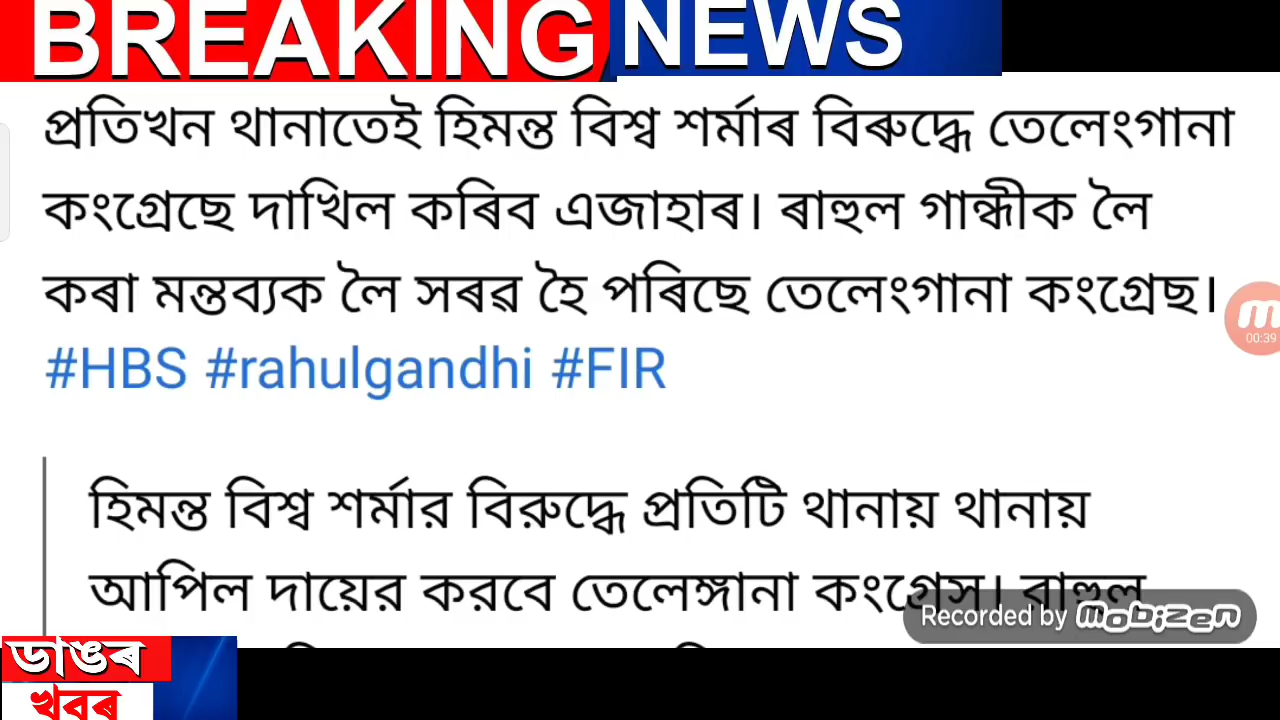 BREAKING NEWS
প্ৰতিখন থানাতেই হিমন্ত বিশ্ব শৰ্মাৰ বিৰুদ্ধে তেলেংগানা
কংগ্ৰেছে দাখিল কৰিব এজাহাৰ। ৰাহুল গান্ধীক লৈ
কৰা মন্তব্যক লৈ সৰৱ হৈ পৰিছে তেলেংগানা কংগ্ৰেছ।
#HBS #rahulgandhi #FIR
00:39
হিমন্ত বিশ্ব শর্মার বিরুদ্ধে প্রতিটি থানায় থানায়
আপিল দায়ের করবে তেলেঙ্গানা কংগ্রেস। রাহুল
Recorded by mobizen
ডাঙৰ
খবৰ